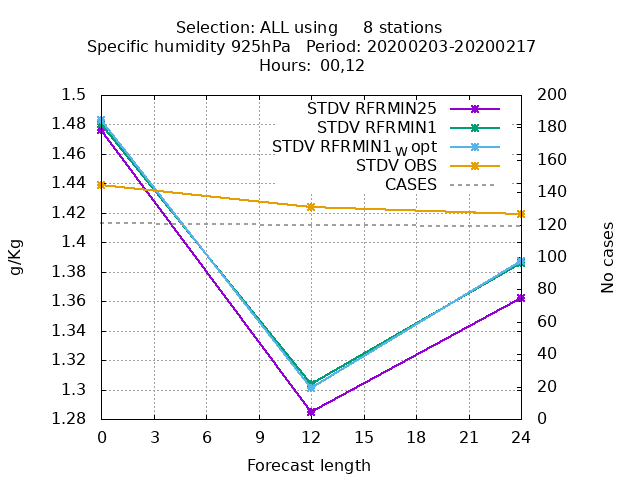 Selection: ALL using     8 stations
Specific humidity 925hPa   Period: 20200203-20200217
Hours:  00,12
STDV RFRMIN25
STDV RFRMIN1
STDV RFRMIN1w opt
STDV OBS
CASES
1.5
1.48
1.46
1.44
1.42
1.4
1.38
1.36
1.34
1.32
1.3
1.28
g/Kg
200
180
160
140
120
100
80
60
40
20
0
No cases
0 3 6 9 12 15 18 21 24
Forecast length